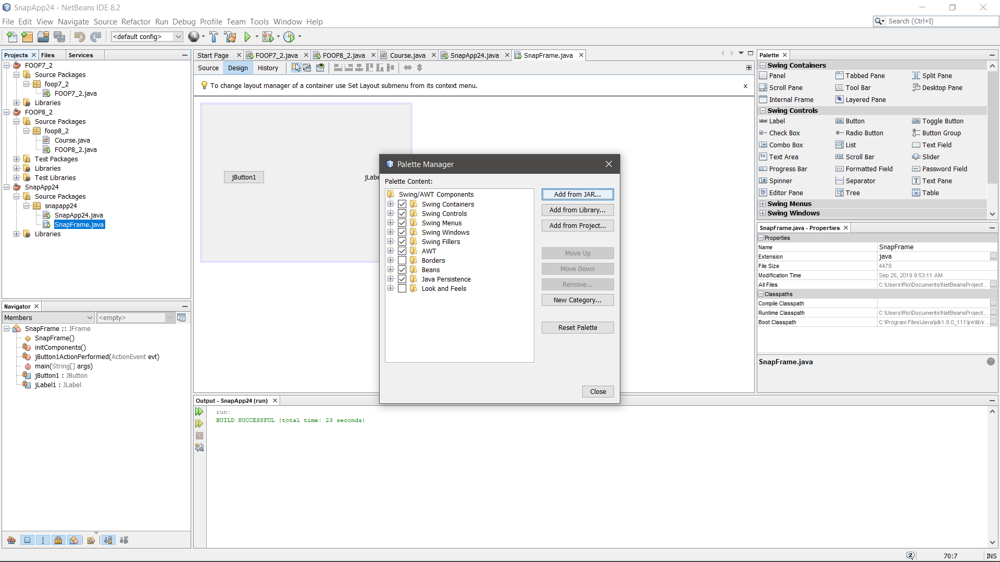 SnapApp24 - NetBeans IDE 8.2
File Edit View Navigate Source Refactor Run Debug Profile Team Tools Window Help
Search (Ctrl+I)
<default config>
Projects Files Services
FOOP7_2
Source Packages
foop7_2
FOOP7_2.java
Libraries
FOOP8_2
Source Packages
foop8_2
Course.java
FOOP8_2.java
Test Packages
Libraries
Test Libraries
SnapApp24
Source Packages
snapapp24
SnapApp24.java
SnapFrame.java
Libraries
Navigator
Members <empty>
SnapFrame :: JFrame
SnapFrame()
initComponents()
jButton1ActionPerformed(ActionEvent evt)
main(String[] args)
jButton1 : JButton
jLabel1 : JLabel
Start Page FOOP7_2.java FOOP8_2.java Course.java SnapApp24.java SnapFrame.java
Source Design History
To change layout manager of a container use Set Layout submenu from its context menu. x
jButton1
jLabe
Palette Manager
Palette Content:
Swing/AWT Components
Swing Containers
Swing Controls
Swing Menus
Swing Windows
Swing Fillers
AWT
Borders
Beans
Java Persistence
Look and Feels
Add from JAR...
Add from Library...
Add from Project...
Move Up
Move Down
Remove...
New Category...
Reset Palette
Close
Output - SnapApp24 (run)
run:
BUILD SUCCESSFUL (total time: 23 seconds)
Palette
Swing Containers
Panel Tabbed Pane Split Pane
Scroll Pane Tool Bar Desktop Pane
Internal Frame Layered Pane
Swing Controls
label Label OK Button ON Toggle Button
Check Box Radio Button Button Group
Combo Box List Text Field
Text Area Scroll Bar Slider
Progress Bar Formatted Field Password Field
Spinner Separator Text Pane
Editor Pane Tree Table
Swing Menus
Swing Windows
SnapFrame.java - Properties
Properties
Name SnapFrame
Extension java ...
File Size 4479
Modification Time Sep 26, 2019 9:53:11 AM
All Files C:\Users\Rio\Documents\NetBeansProject... ...
Classpaths
Compile Classpath ...
Runtime Classpath C:\Users\Rio\Documents\NetBeansProject... ...
Boot Classpath C:\Program Files\Java\jdk1.8.0_111\jre\lib\r... ...
SnapFrame.java
2 70:7 INS